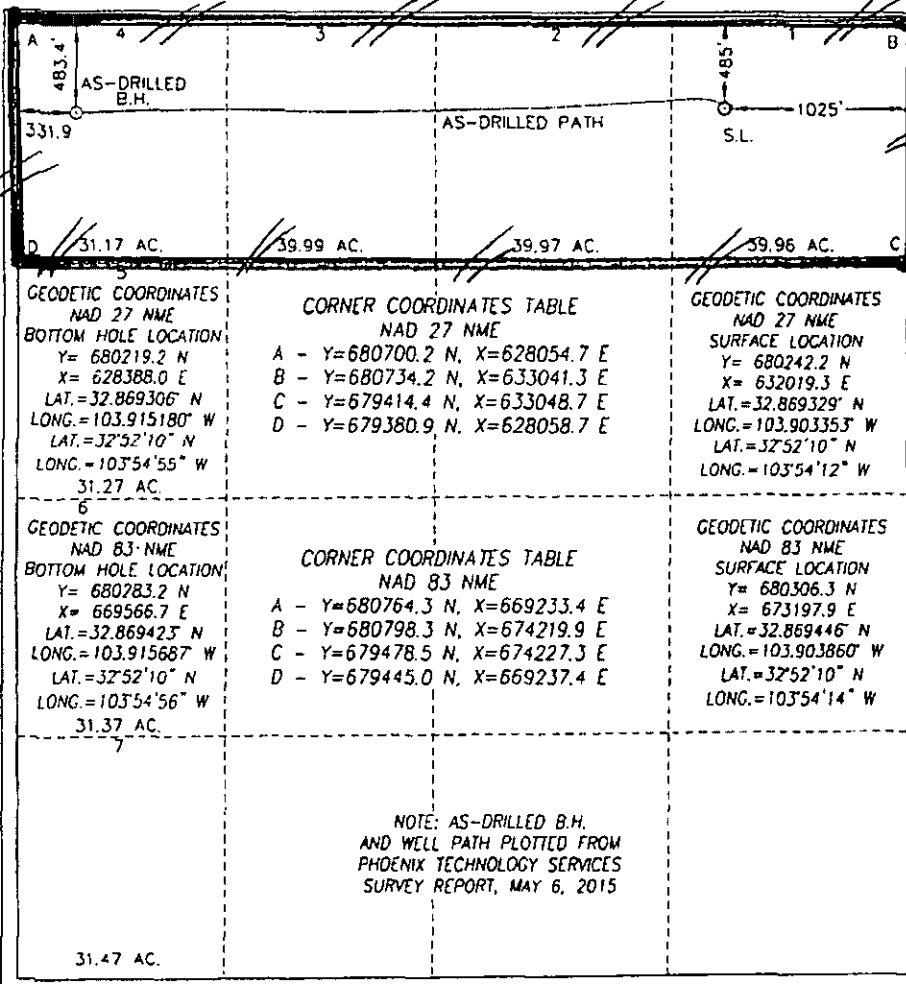 A 4 3 2 1 B
483.4'
485'
AS-DRILLED
B.H.
331.9
AS-DRILLED PATH
1025'
S.L.
D 31.17 AC. 39.99 AC. 39.97 AC. 39.96 AC. C
5
GEODETIC COORDINATES
NAD 27 NME
BOTTOM HOLE LOCATION
Y= 680219.2 N
X= 628388.0 E
LAT.=32.869306° N
LONG.=103.915180° W
LAT.=32°52'10" N
LONG.=103°54'55" W
31.27 AC.
6
CORNER COORDINATES TABLE
NAD 27 NME
A - Y=680700.2 N, X=628054.7 E
B - Y=680734.2 N, X=633041.3 E
C - Y=679414.4 N, X=633048.7 E
D - Y=679380.9 N, X=628058.7 E
GEODETIC COORDINATES
NAD 27 NME
SURFACE LOCATION
Y= 680242.2 N
X= 632019.3 E
LAT.=32.869329° N
LONG.=103.903353° W
LAT.=32°52'10" N
LONG.=103°54'12" W
GEODETIC COORDINATES
NAD 83 NME
BOTTOM HOLE LOCATION
Y= 680283.2 N
X= 669566.7 E
LAT.=32.869423° N
LONG.=103.915687° W
LAT.=32°52'10" N
LONG.=103°54'56" W
31.37 AC.
7
CORNER COORDINATES TABLE
NAD 83 NME
A - Y=680764.3 N, X=669233.4 E
B - Y=680798.3 N, X=674219.9 E
C - Y=679478.5 N, X=674227.3 E
D - Y=679445.0 N, X=669237.4 E
GEODETIC COORDINATES
NAD 83 NME
SURFACE LOCATION
Y= 680306.3 N
X= 673197.9 E
LAT.=32.869446° N
LONG.=103.903860° W
LAT.=32°52'10" N
LONG.=103°54'14" W
NOTE: AS-DRILLED B.H.
AND WELL PATH PLOTTED FROM
PHOENIX TECHNOLOGY SERVICES
SURVEY REPORT, MAY 6, 2015
31.47 AC.